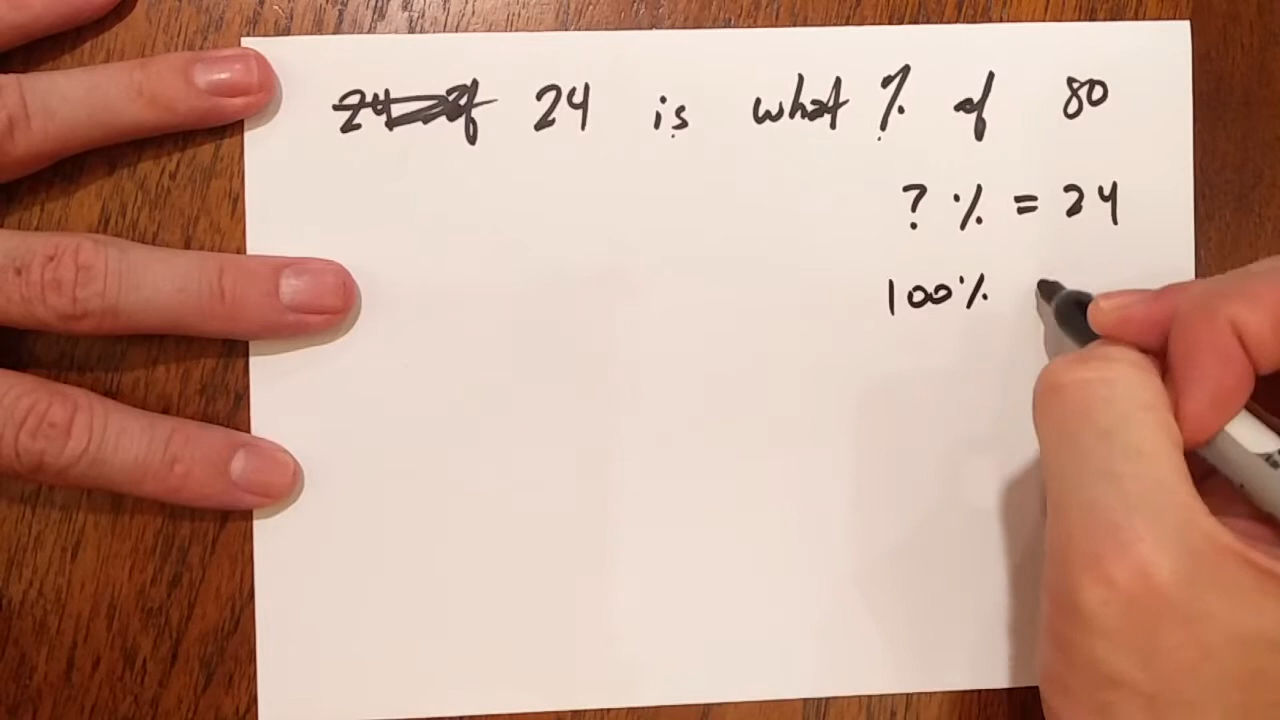 24 is what % of 80
? % = 24
100%